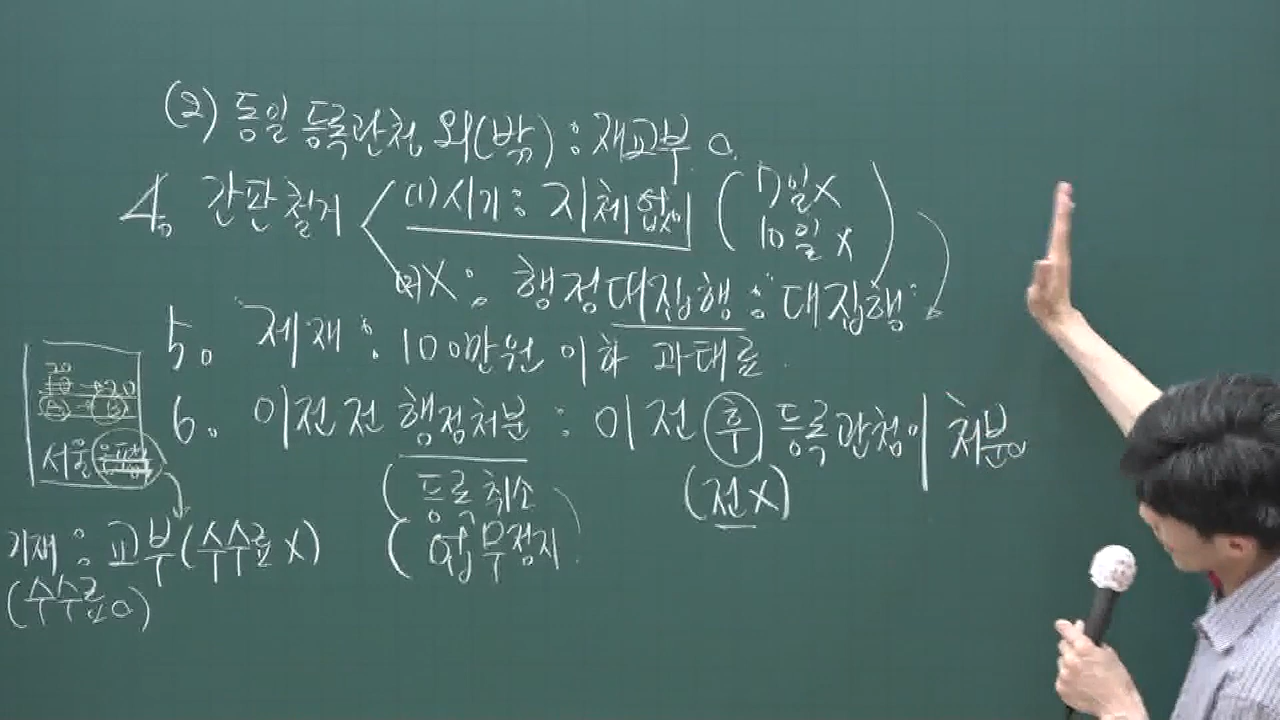 (2) 동일 등록관청 외(밖) : 재교부 O.
4. 간판철거 (1) 시기 : 지체없이 (7일X
10일 X)
X : 행정대집행 : 대집행
5. 제재 : 100만원 이하 과태료.
6. 이전 전 행정처분 : 이전 후 등록관청이 처분
(전X)
(등록취소
업무정지)
20
서울
기재 : 교부(수수료 X)
(수수료 O)